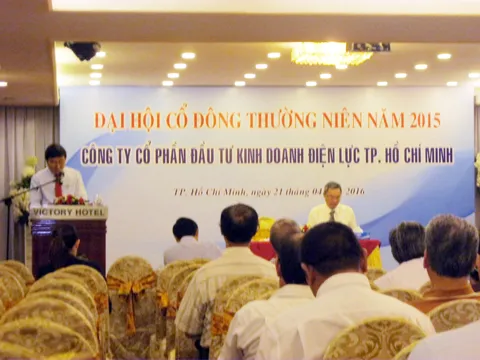 ĐẠI HỘI CỔ ĐÔNG THƯỜNG NIÊN NĂM 2015
CÔNG TY CỔ PHẦN ĐẦU TƯ KINH DOANH ĐIỆN LỰC TP. HỒ CHÍ MINH
TP. Hồ Chí Minh, ngày 21 tháng 04 2016
VICTORY HOTEL